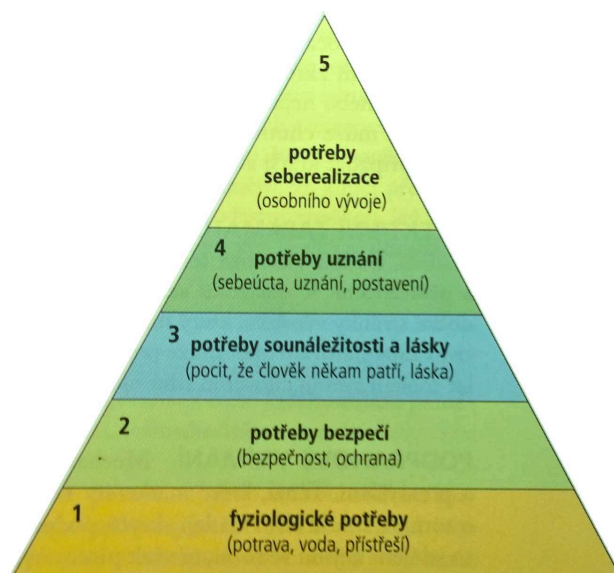 5
potřeby
seberealizace
(osobního vývoje)
4
potřeby uznání
(sebeúcta, uznání, postavení)
3
potřeby sounáležitosti a lásky
(pocit, že člověk někam patří, láska)
2
potřeby bezpečí
(bezpečnost, ochrana)
1
fyziologické potřeby
(potrava, voda, přístřeší)